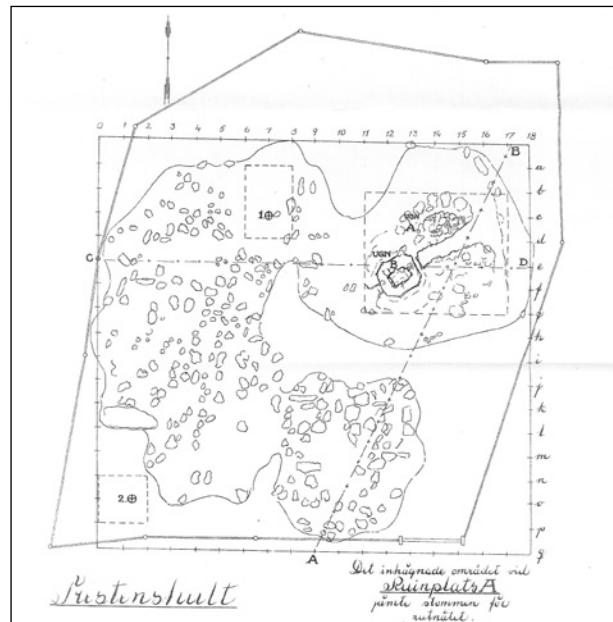 0 1 2 3 4 5 6 7 8 9 10 11 12 13 14 15 16 17 18
B
a
b
c
1
UGN
A
d
C
UGN
B
D
e
f
g
h
i
j
k
l
m
n
2
o
p
q
A
Det inhägnade området vid
Ruinplats A
jämte stommen för
rutnätet.